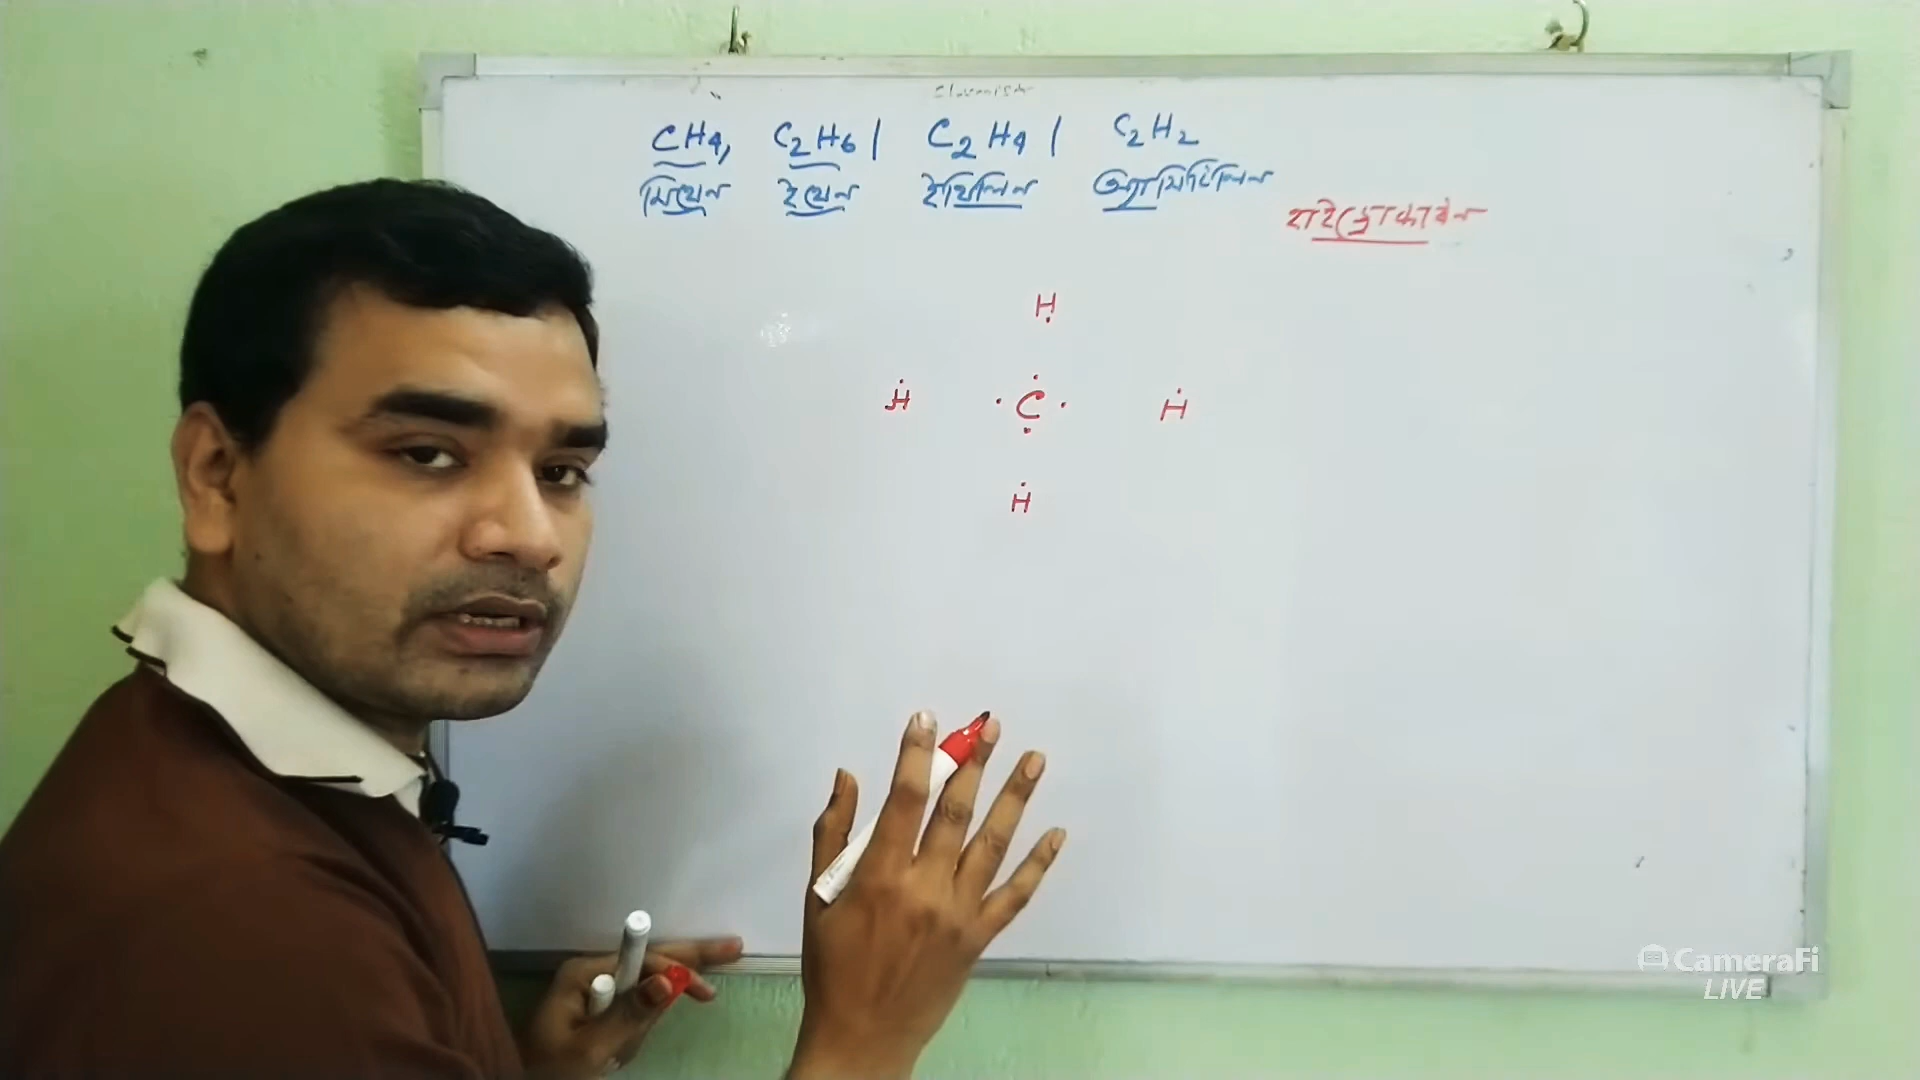 CH4, C2H6 | C2H4 | C2H2
মিথেন ইথেন ইথিলিন অ্যাসিটিলিন
হাইড্রোকার্বন
H
H C H
H
CameraFi
LIVE